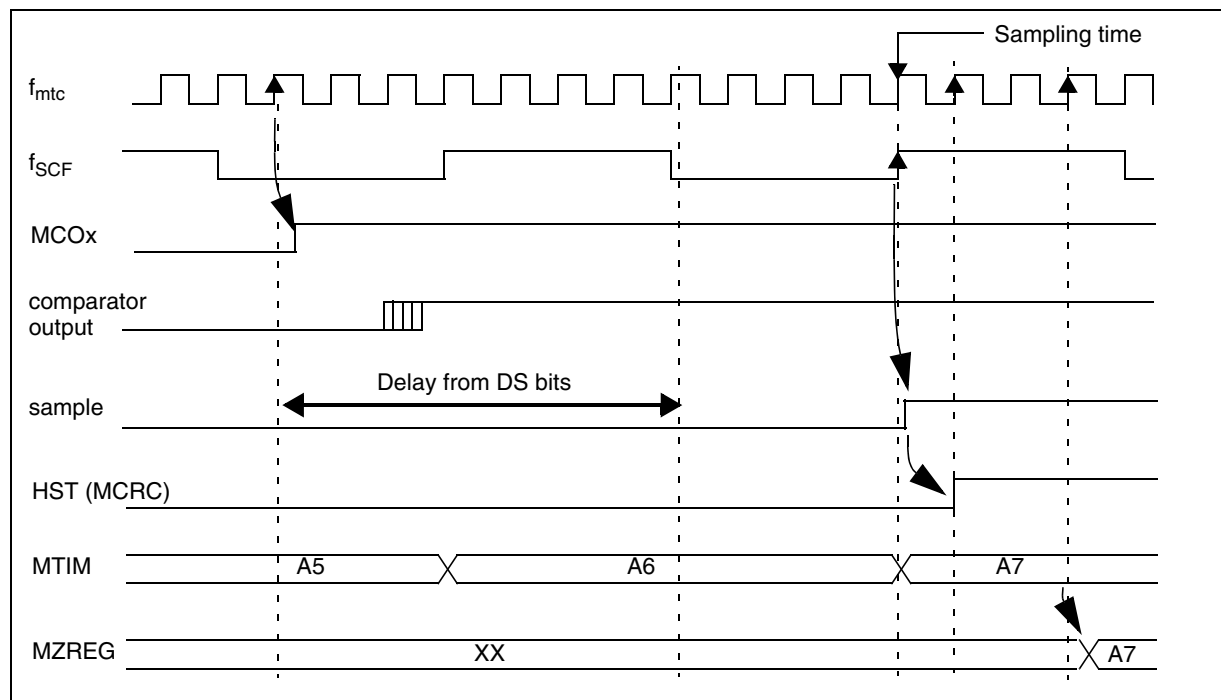 Sampling time
fmtc
fSCF
MCOx
comparator
output
Delay from DS bits
sample
HST (MCRC)
MTIM
A5
A6
A7
MZREG
XX
A7